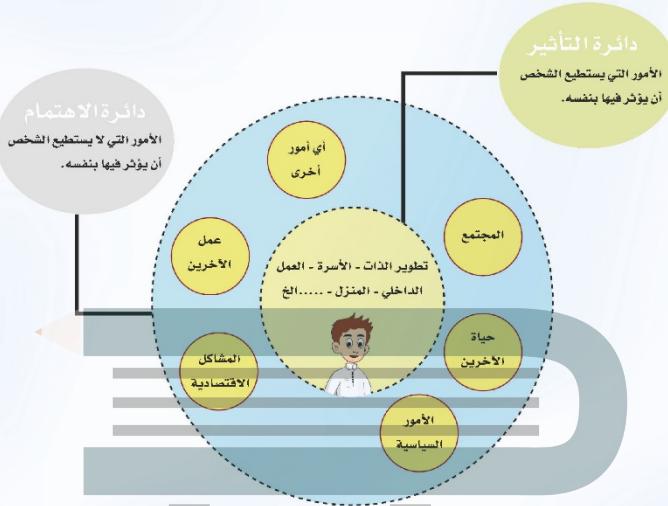 دائرة التأثير
الأمور التي يستطيع الشخص
أن يؤثر فيها بنفسه.
دائرة الاهتمام
الأمور التي لا يستطيع الشخص
أن يؤثر فيها بنفسه.
أي أمور
أخرى
المجتمع
عمل
الآخرين
تطوير الذات - الأسرة - العمل
الداخلي - المنزل - .....الخ
حياة
الآخرين
المشاكل
الاقتصادية
الأمور
السياسية